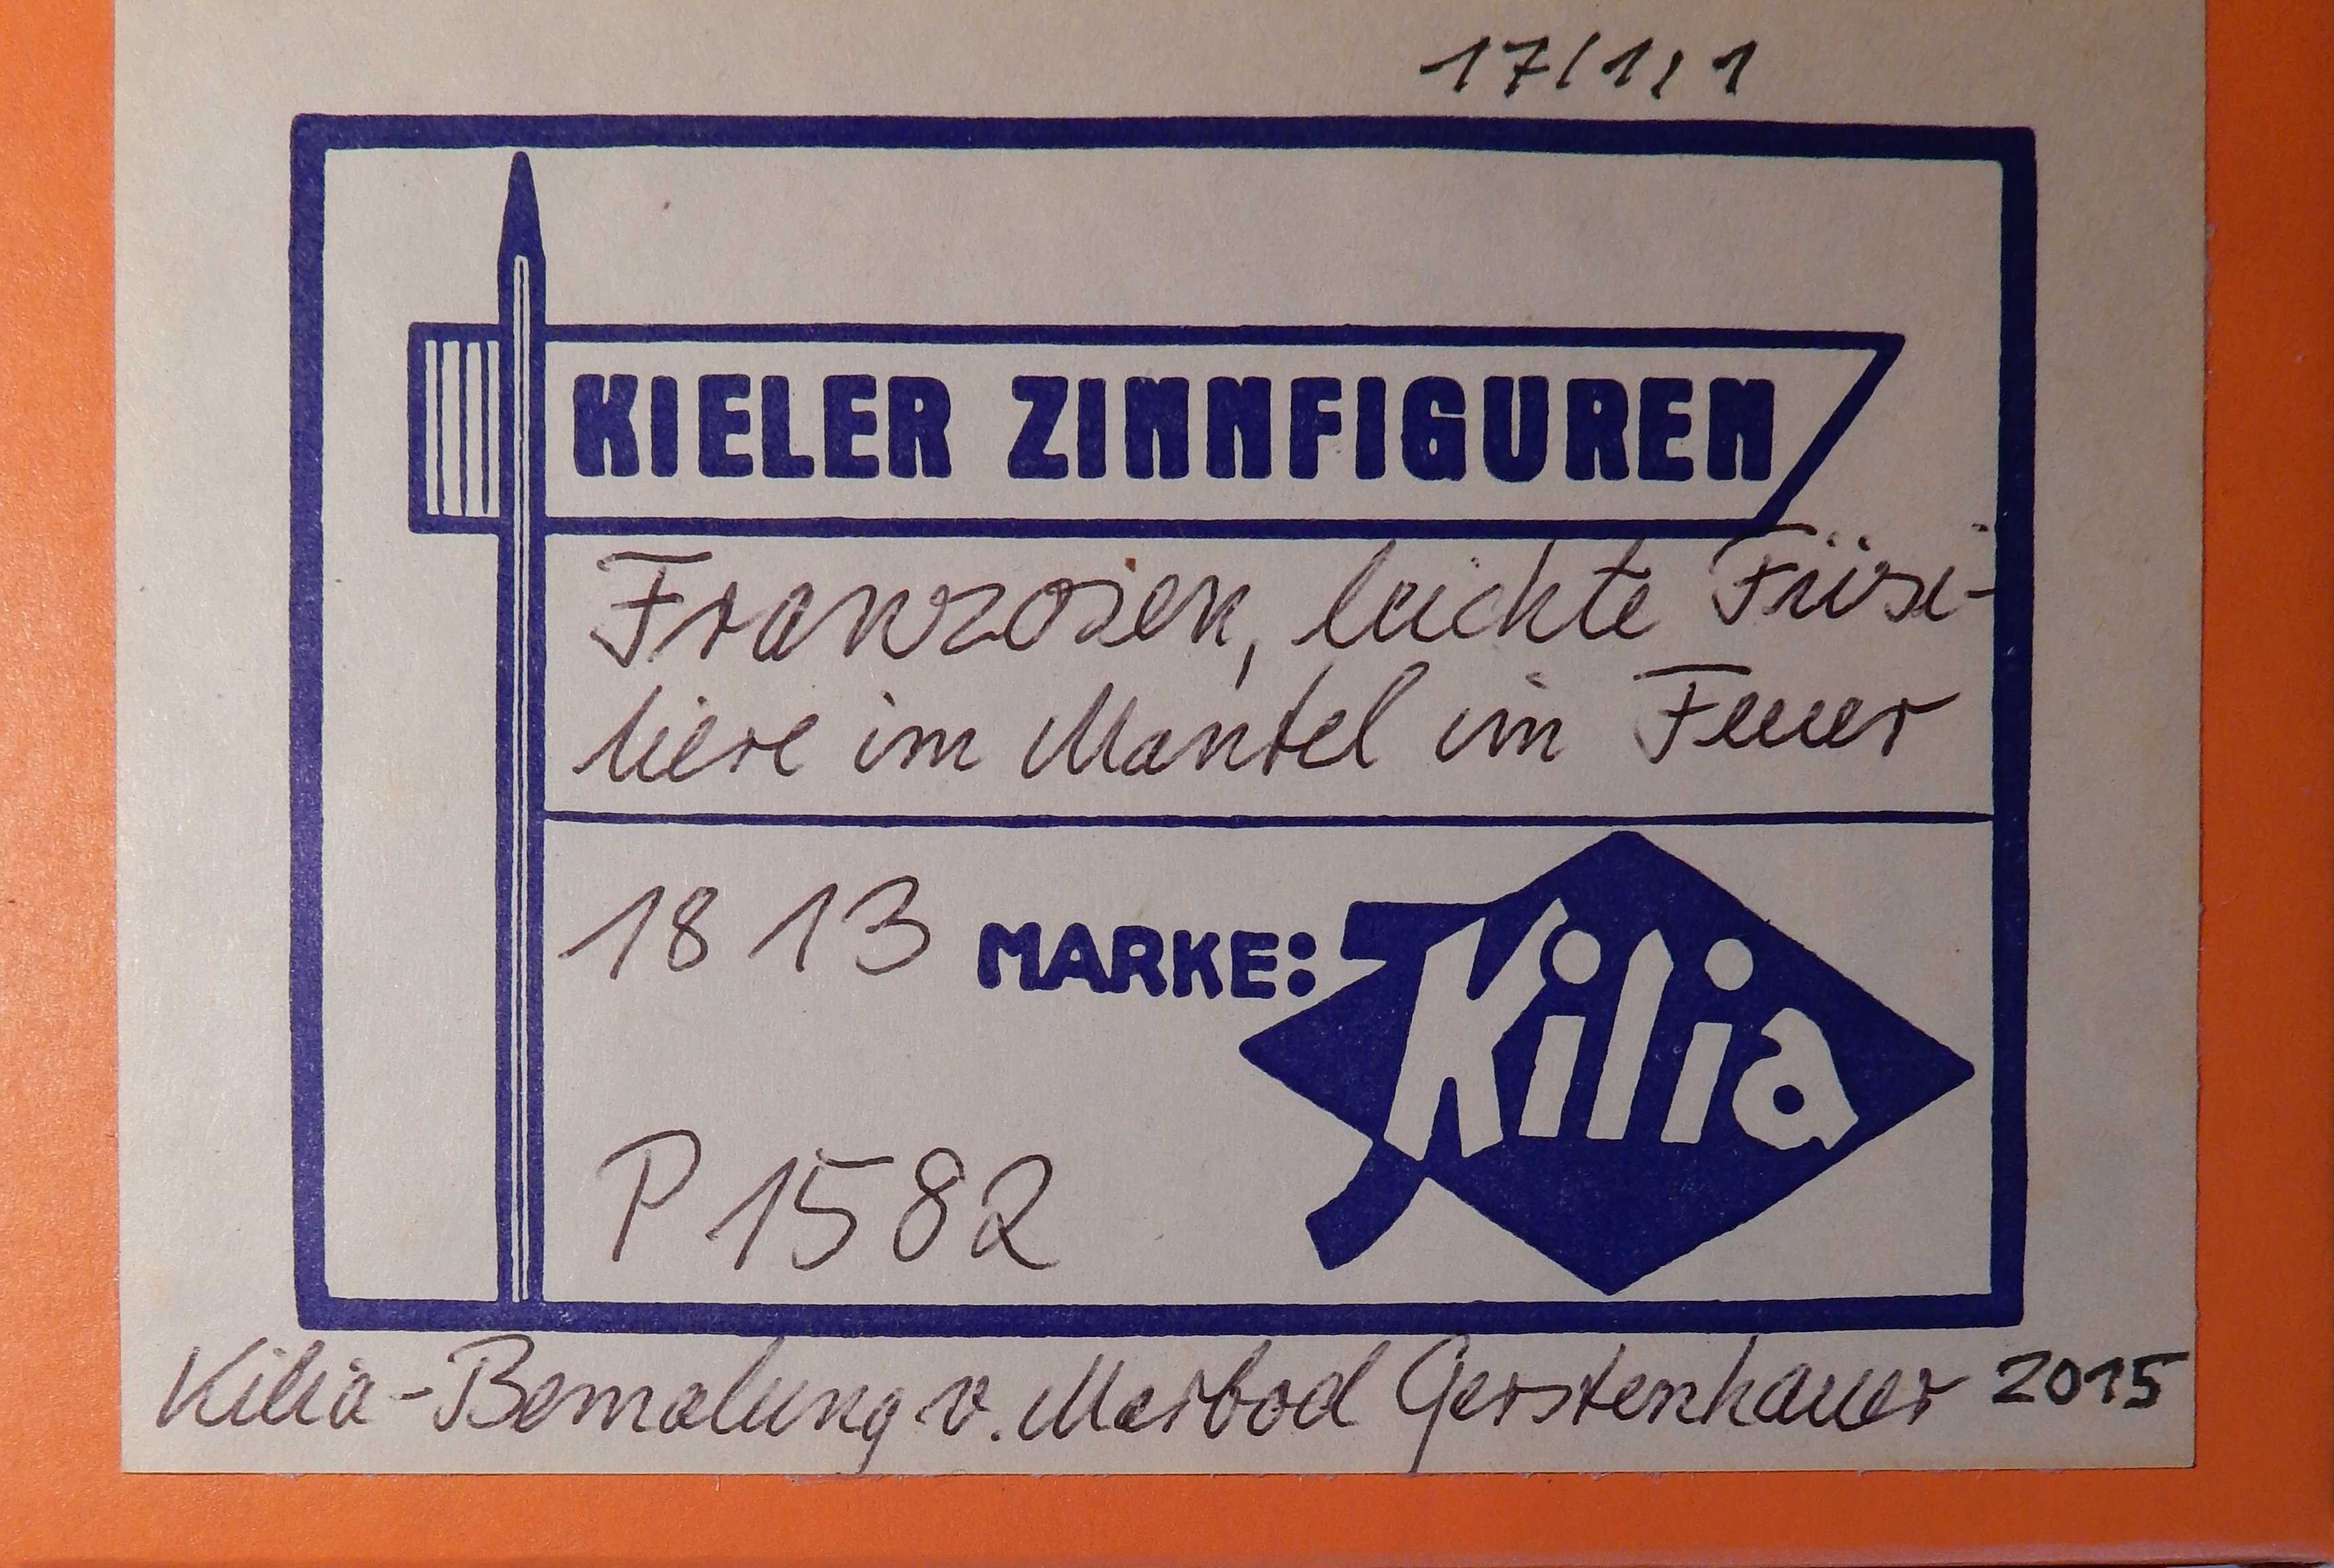 17/1,1
KIELER ZINNFIGUREN
Franzosen, leichte Füsi-
liere im Mantel im Feuer
1813 MARKE: Kilia
P 1582
Kilia-Bemalung v. Marbod Gerstenhauer 2015